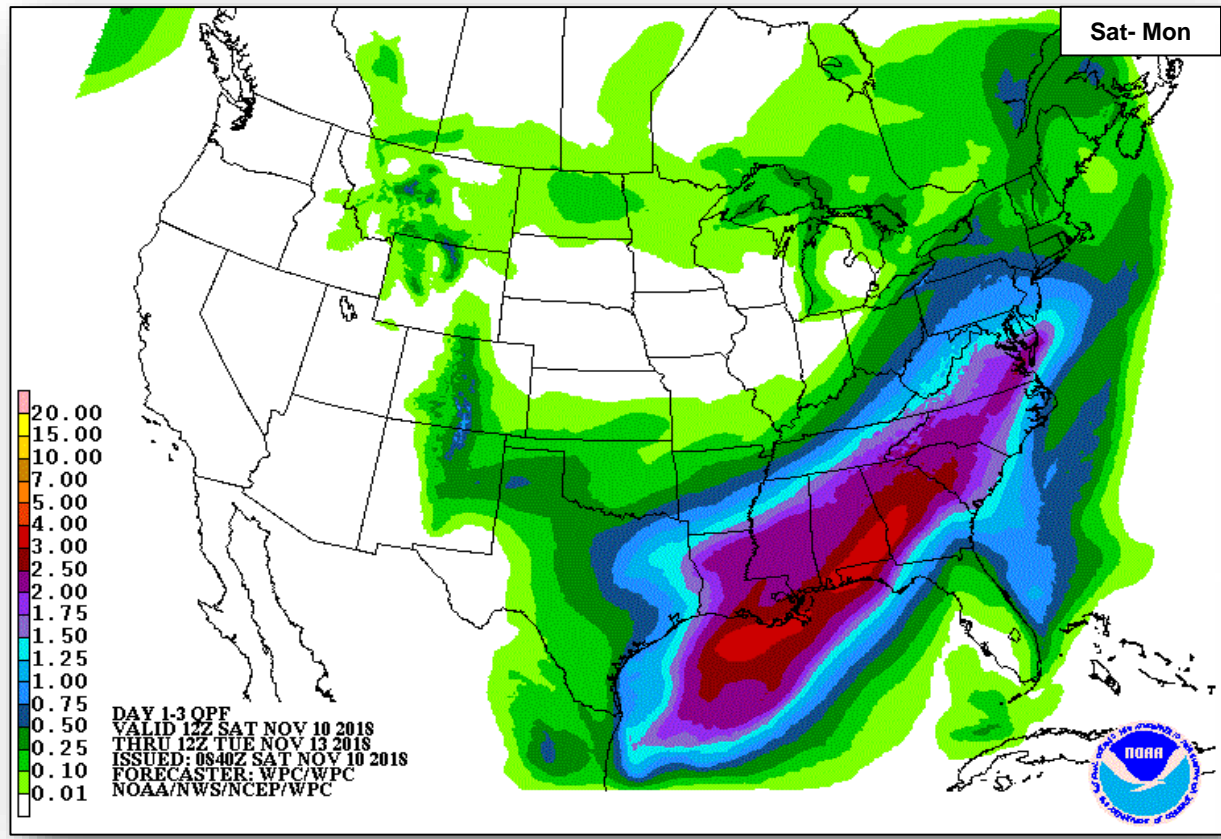 Sat- Mon
20.00
15.00
10.00
7.00
5.00
4.00
3.00
2.50
2.00
1.75
1.50
1.25
1.00
0.75
0.50
0.25
0.10
0.01
DAY 1-3 QPF
VALID 12Z SAT NOV 10 2018
THRU 12Z TUE NOV 13 2018
ISSUED: 0840Z SAT NOV 10 2018
FORECASTER: WPC/WPC
NOAA/NWS/NCEP/WPC
NOAA